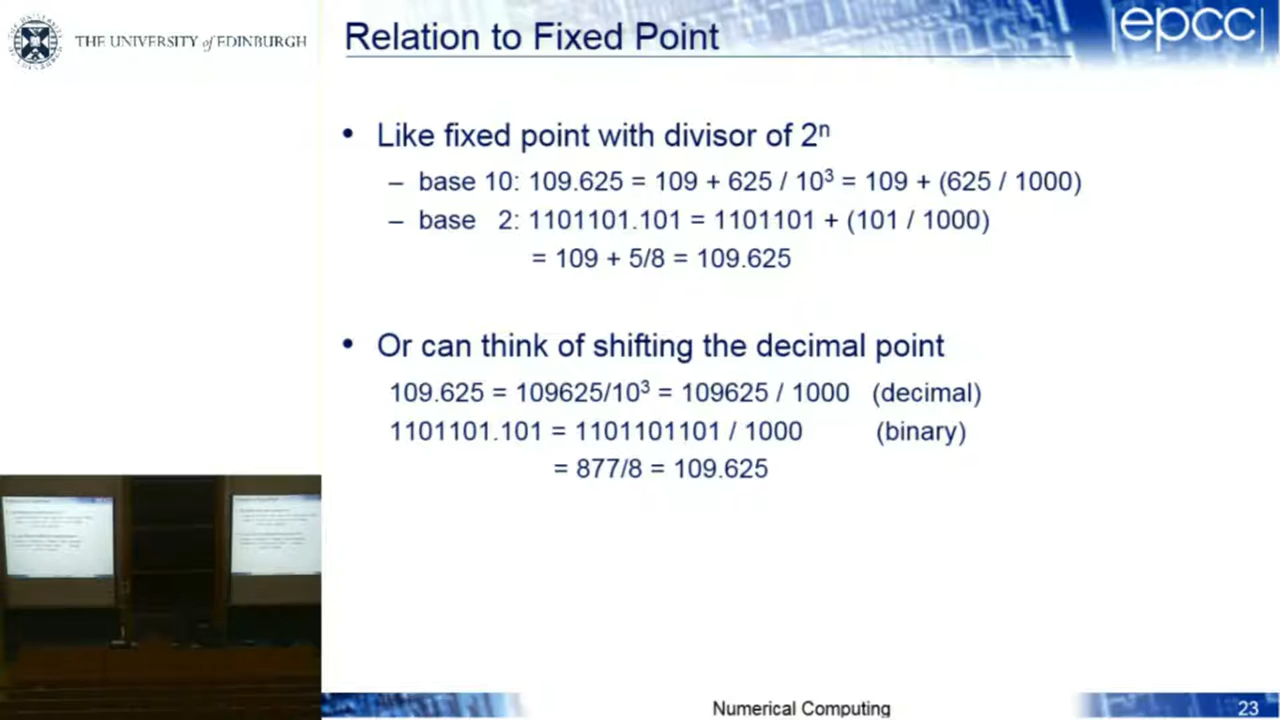 THE UNIVERSITY of EDINBURGH
Relation to Fixed Point
|epcc|
• Like fixed point with divisor of 2ⁿ
– base 10: 109.625 = 109 + 625 / 10³ = 109 + (625 / 1000)
– base 2: 1101101.101 = 1101101 + (101 / 1000)
= 109 + 5/8 = 109.625
• Or can think of shifting the decimal point
109.625 = 109625/10³ = 109625 / 1000 (decimal)
1101101.101 = 1101101101 / 1000 (binary)
= 877/8 = 109.625
Numerical Computing
23